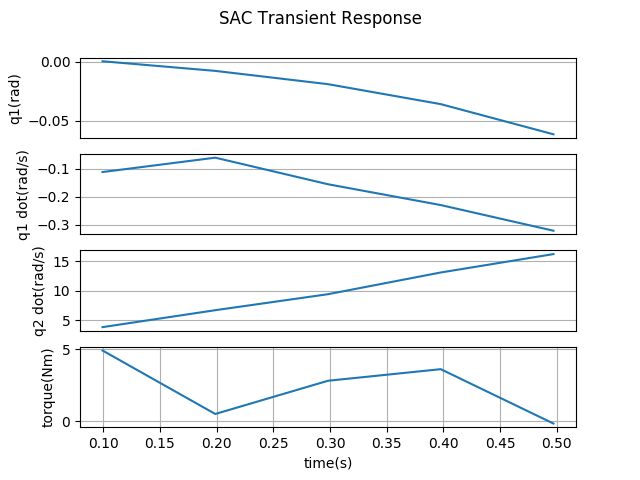 SAC Transient Response
0.00
−0.05
q1(rad)
−0.1
−0.2
−0.3
q1 dot(rad/s)
15
10
5
q2 dot(rad/s)
5
0
torque(Nm)
0.10 0.15 0.20 0.25 0.30 0.35 0.40 0.45 0.50
time(s)